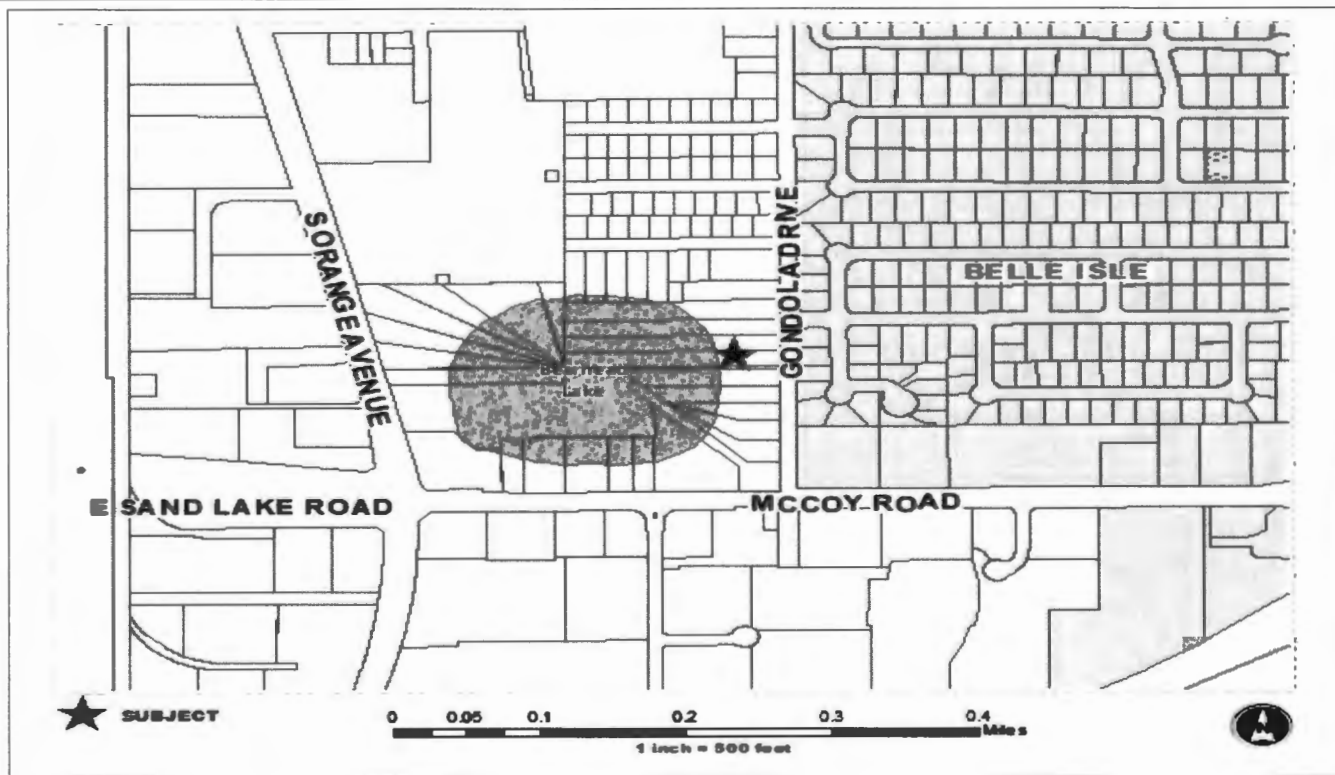 S ORANGE AVENUE
GONDOLA DRIVE
BELLE ISLE
Lake
E SAND LAKE ROAD
MCCOY ROAD
SUBJECT
0 0.05 0.1 0.2 0.3 0.4
Miles
1 inch = 500 feet